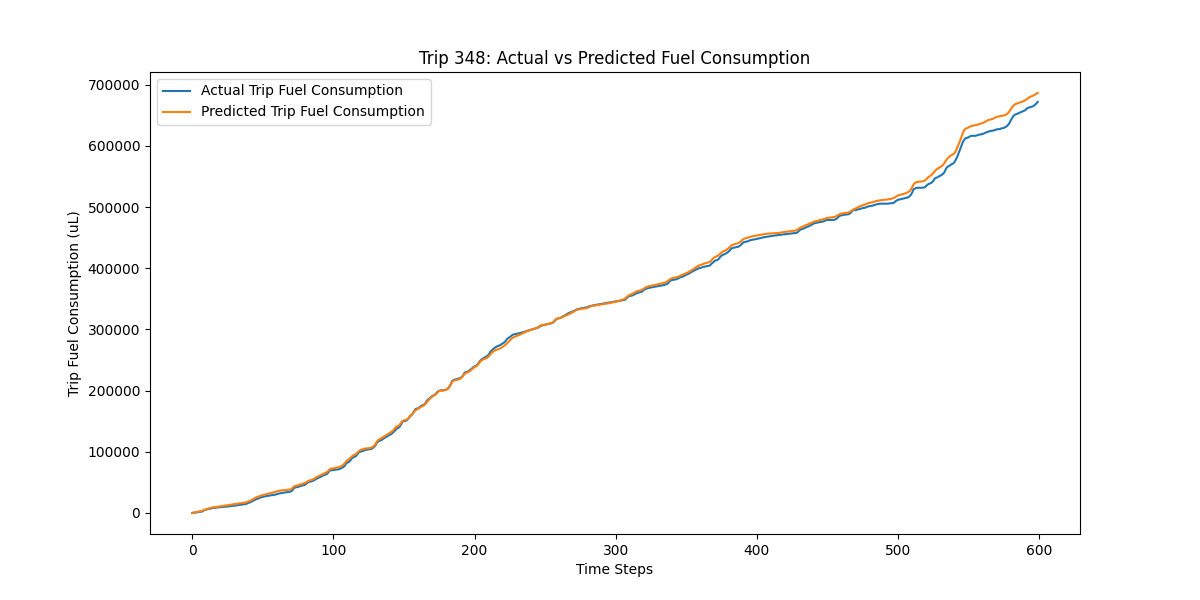 Trip 348: Actual vs Predicted Fuel Consumption
Actual Trip Fuel Consumption
Predicted Trip Fuel Consumption
Trip Fuel Consumption (uL)
700000
600000
500000
400000
300000
200000
100000
0
0 100 200 300 400 500 600
Time Steps